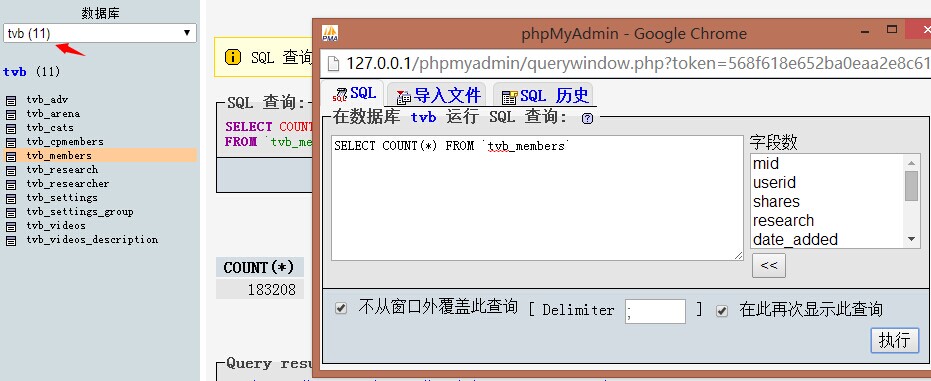 数据库
tvb (11)
tvb (11)
tvb_adv
tvb_arena
tvb_cats
tvb_cpmembers
tvb_members
tvb_research
tvb_researcher
tvb_settings
tvb_settings_group
tvb_videos
tvb_videos_description
SQL 查询
SQL 查询:
SELECT COUNT
FROM `tvb_me
COUNT(*)
183208
Query resu
PMA
phpMyAdmin - Google Chrome
127.0.0.1/phpmyadmin/querywindow.php?token=568f618e652ba0eaa2e8c61
SQL
导入文件
SQL 历史
在数据库 tvb 运行 SQL 查询:
SELECT COUNT(*) FROM `tvb_members`
字段数
mid
userid
shares
research
date_added
<<
不从窗口外覆盖此查询 [ Delimiter ; ] 在此再次显示此查询
执行